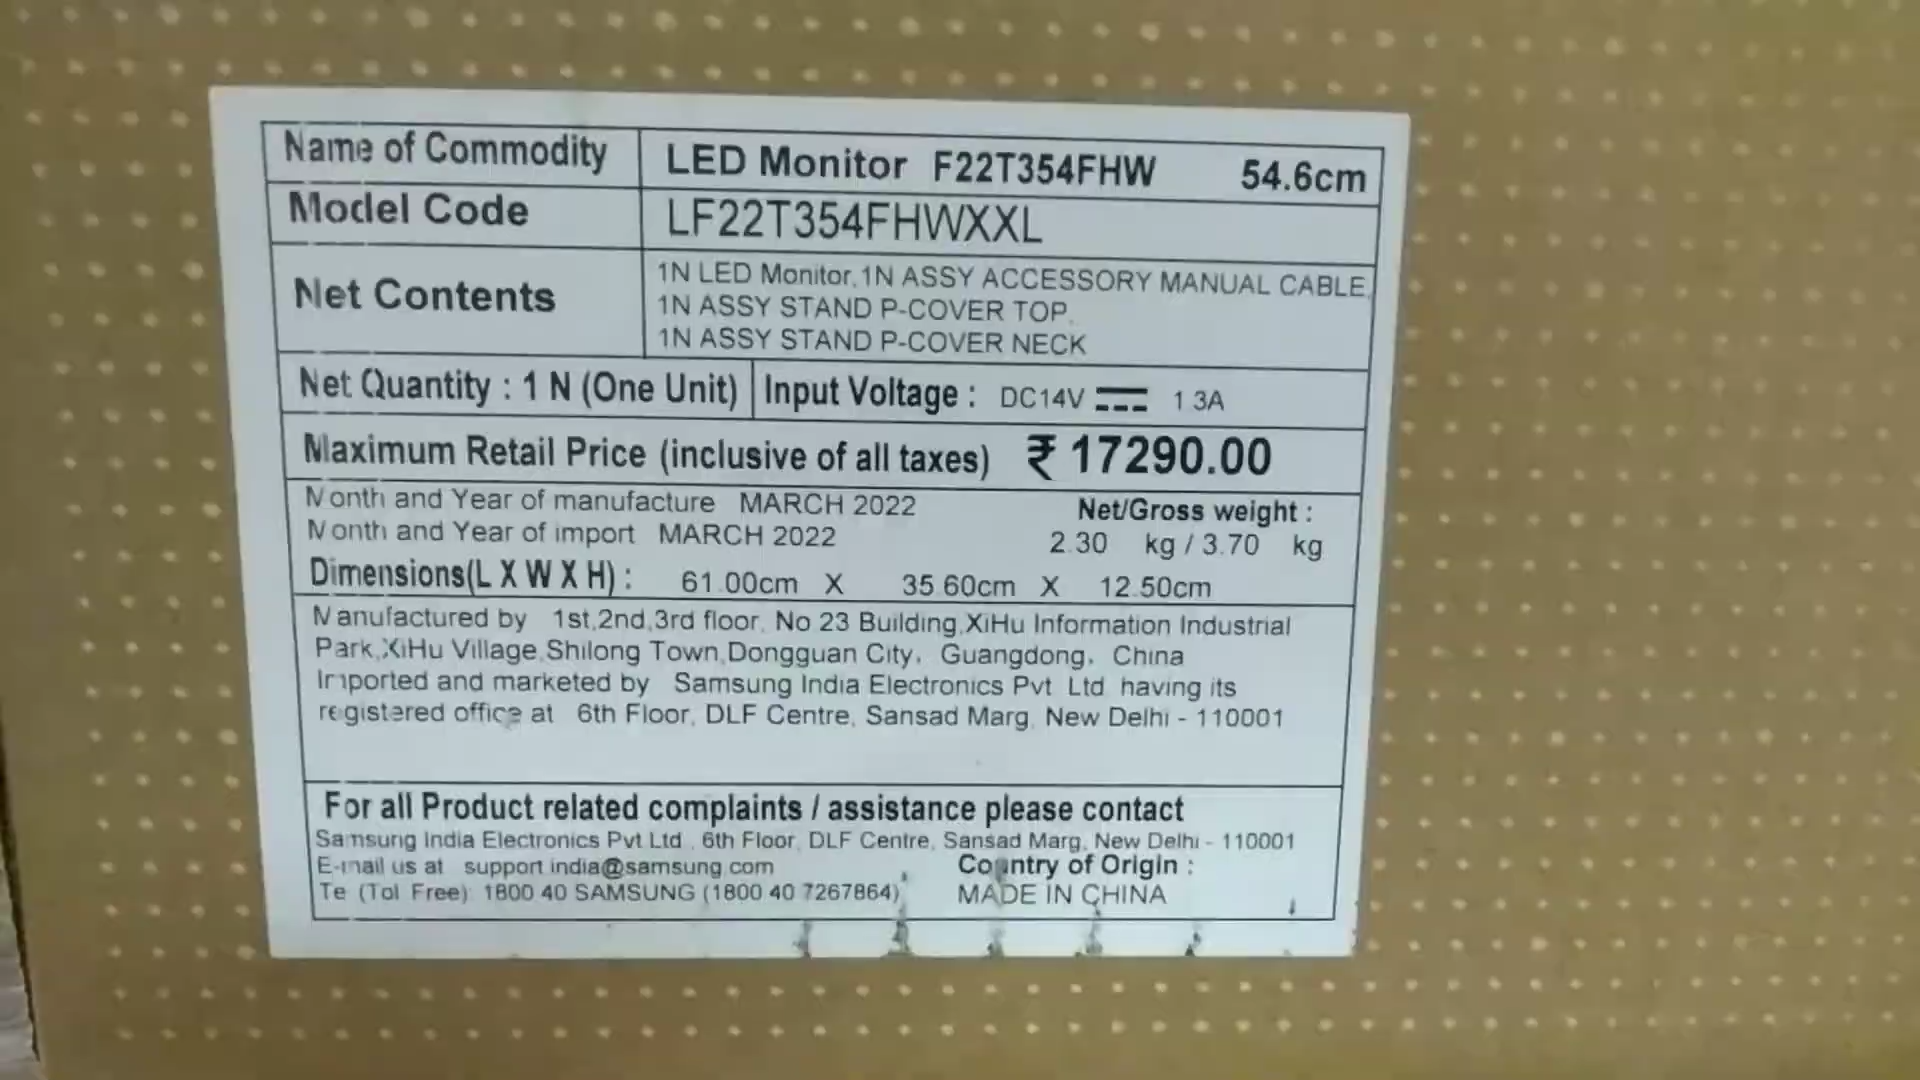 Name of Commodity LED Monitor F22T354FHW 54.6cm
Model Code LF22T354FHWXXL
Net Contents
1N LED Monitor, 1N ASSY ACCESSORY MANUAL CABLE,
1N ASSY STAND P-COVER TOP,
1N ASSY STAND P-COVER NECK
Net Quantity : 1 N (One Unit) Input Voltage : DC14V 1.3A
Maximum Retail Price (inclusive of all taxes) ₹ 17290.00
Month and Year of manufacture MARCH 2022
Month and Year of import MARCH 2022
Net/Gross weight :
2.30 kg / 3.70 kg
Dimensions(L X W X H) : 61.00cm X 35.60cm X 12.50cm
Manufactured by 1st,2nd,3rd floor, No 23 Building,XiHu Information Industrial
Park,XiHu Village,Shilong Town,Dongguan City, Guangdong, China
Imported and marketed by Samsung India Electronics Pvt Ltd having its
registered office at 6th Floor, DLF Centre, Sansad Marg, New Delhi - 110001
For all Product related complaints / assistance please contact
Samsung India Electronics Pvt Ltd . 6th Floor, DLF Centre, Sansad Marg, New Delhi - 110001
E-mail us at support.india@samsung.com
Tel (Toll Free): 1800 40 SAMSUNG (1800 40 7267864)
Country of Origin :
MADE IN CHINA